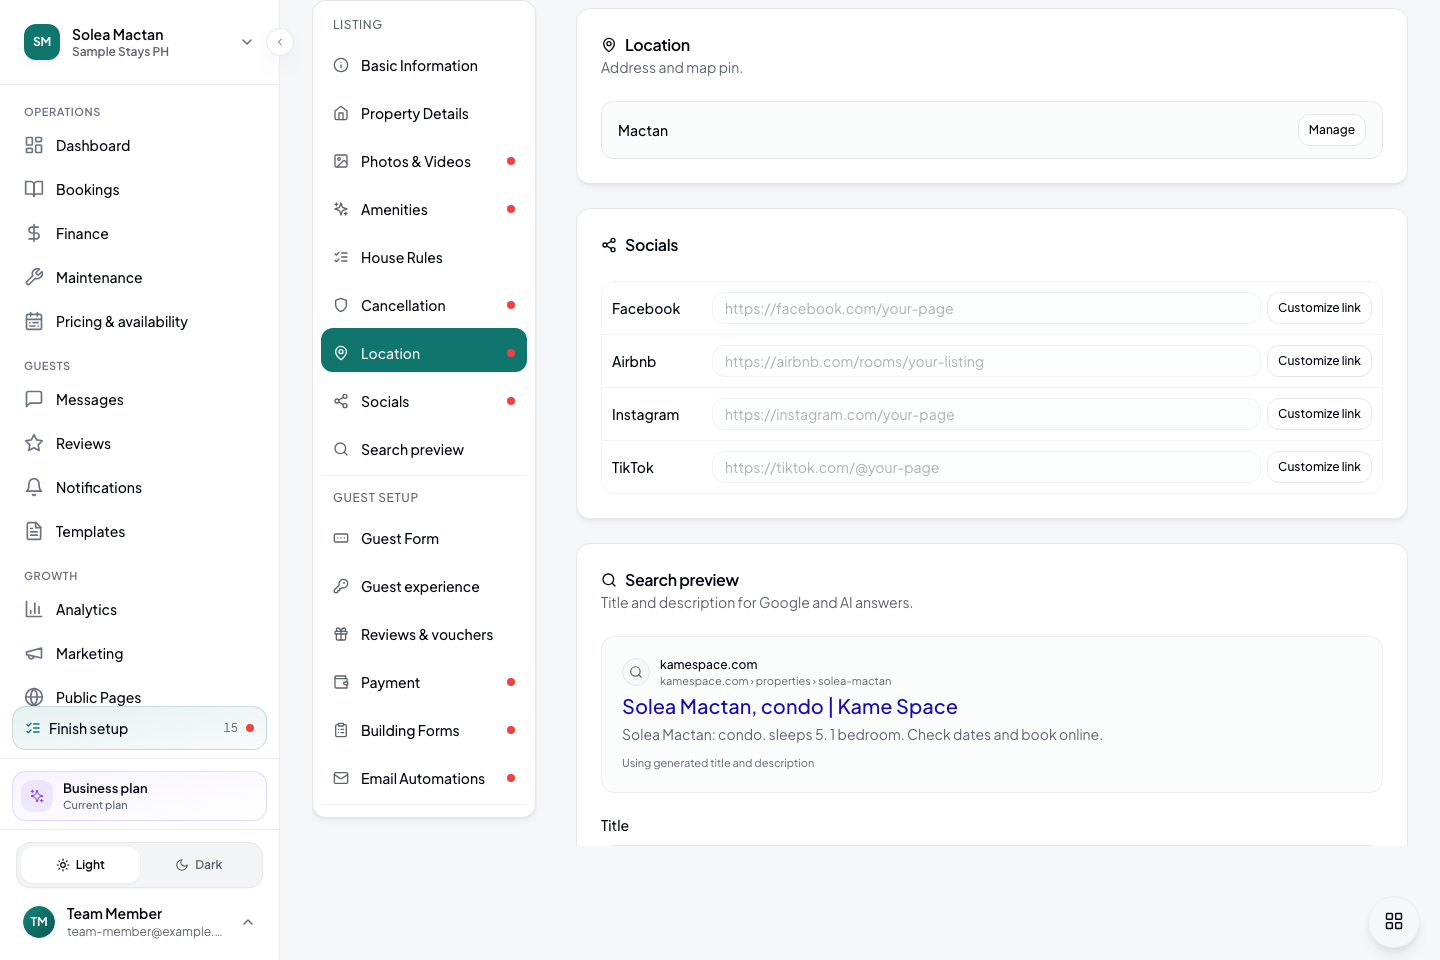 SM
Solea Mactan
Sample Stays PH
OPERATIONS
Dashboard
Bookings
Finance
Maintenance
Pricing & availability
GUESTS
Messages
Reviews
Notifications
Templates
GROWTH
Analytics
Marketing
Public Pages
Finish setup 15
Business plan
Current plan
Light Dark
TM
Team Member
team-member@example....
LISTING
Basic Information
Property Details
Photos & Videos
Amenities
House Rules
Cancellation
Location
Socials
Search preview
GUEST SETUP
Guest Form
Guest experience
Reviews & vouchers
Payment
Building Forms
Email Automations
Location
Address and map pin.
Mactan Manage
Socials
Facebook https://facebook.com/your-page Customize link
Airbnb https://airbnb.com/rooms/your-listing Customize link
Instagram https://instagram.com/your-page Customize link
TikTok https://tiktok.com/@your-page Customize link
Search preview
Title and description for Google and AI answers.
kamespace.com
kamespace.com › properties › solea-mactan
Solea Mactan, condo | Kame Space
Solea Mactan: condo. sleeps 5. 1 bedroom. Check dates and book online.
Using generated title and description
Title